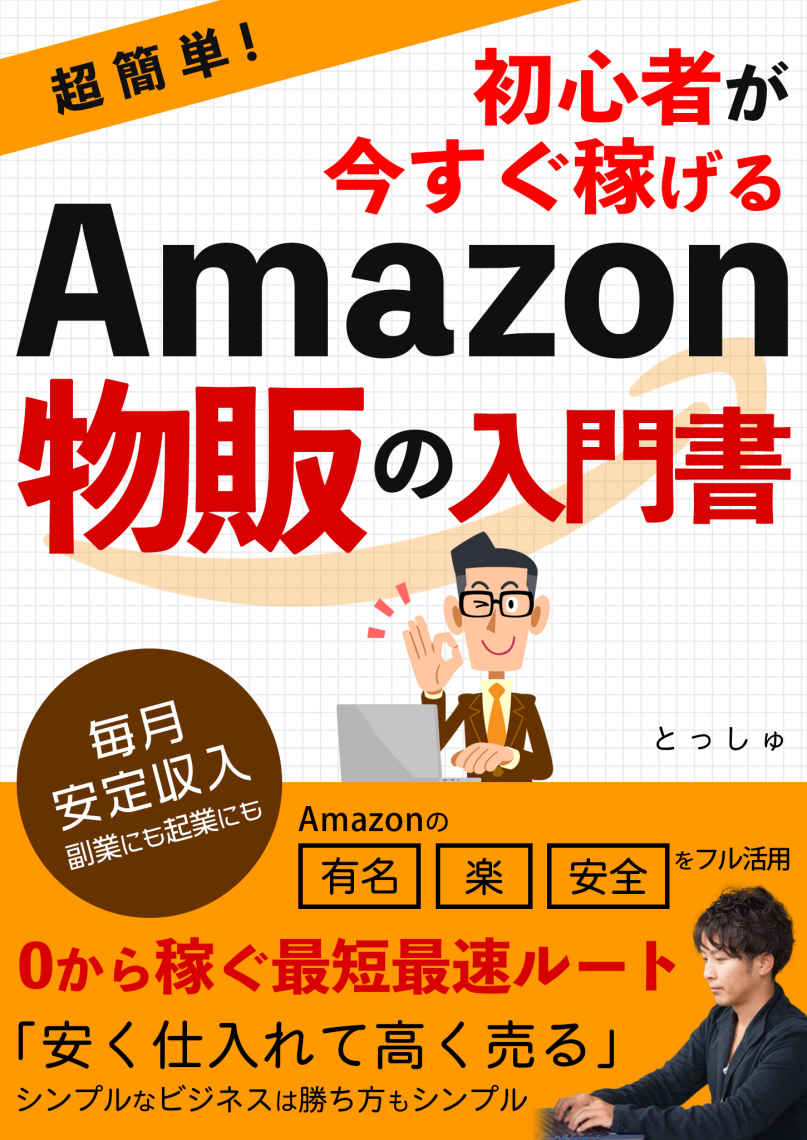 超簡単!
初心者が
今すぐ稼げる
Amazon
物販の入門書
とっしゅ
毎月
安定収入
副業にも起業にも
Amazonの
有名 楽 安全 をフル活用
0から稼ぐ最短最速ルート
「安く仕入れて高く売る」
シンプルなビジネスは勝ち方もシンプル